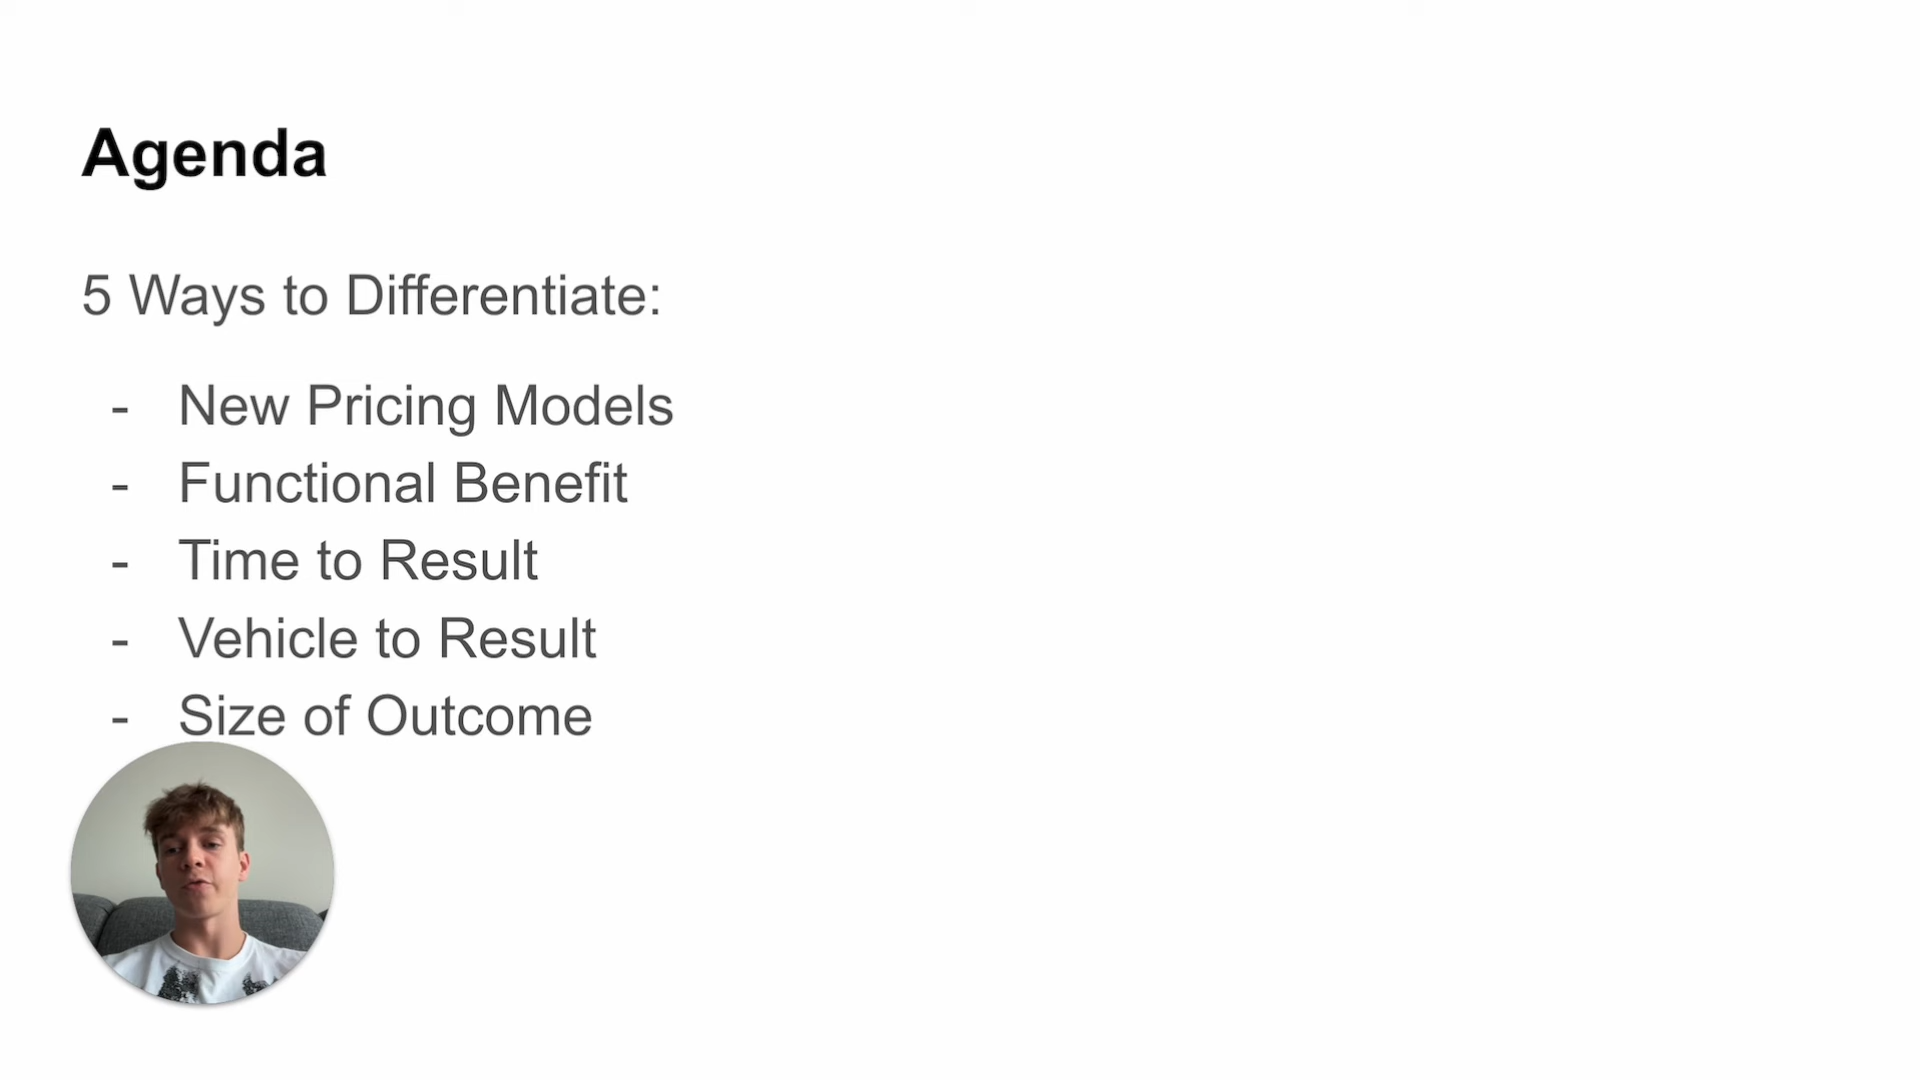 Agenda
5 Ways to Differentiate:
- New Pricing Models
- Functional Benefit
- Time to Result
- Vehicle to Result
- Size of Outcome